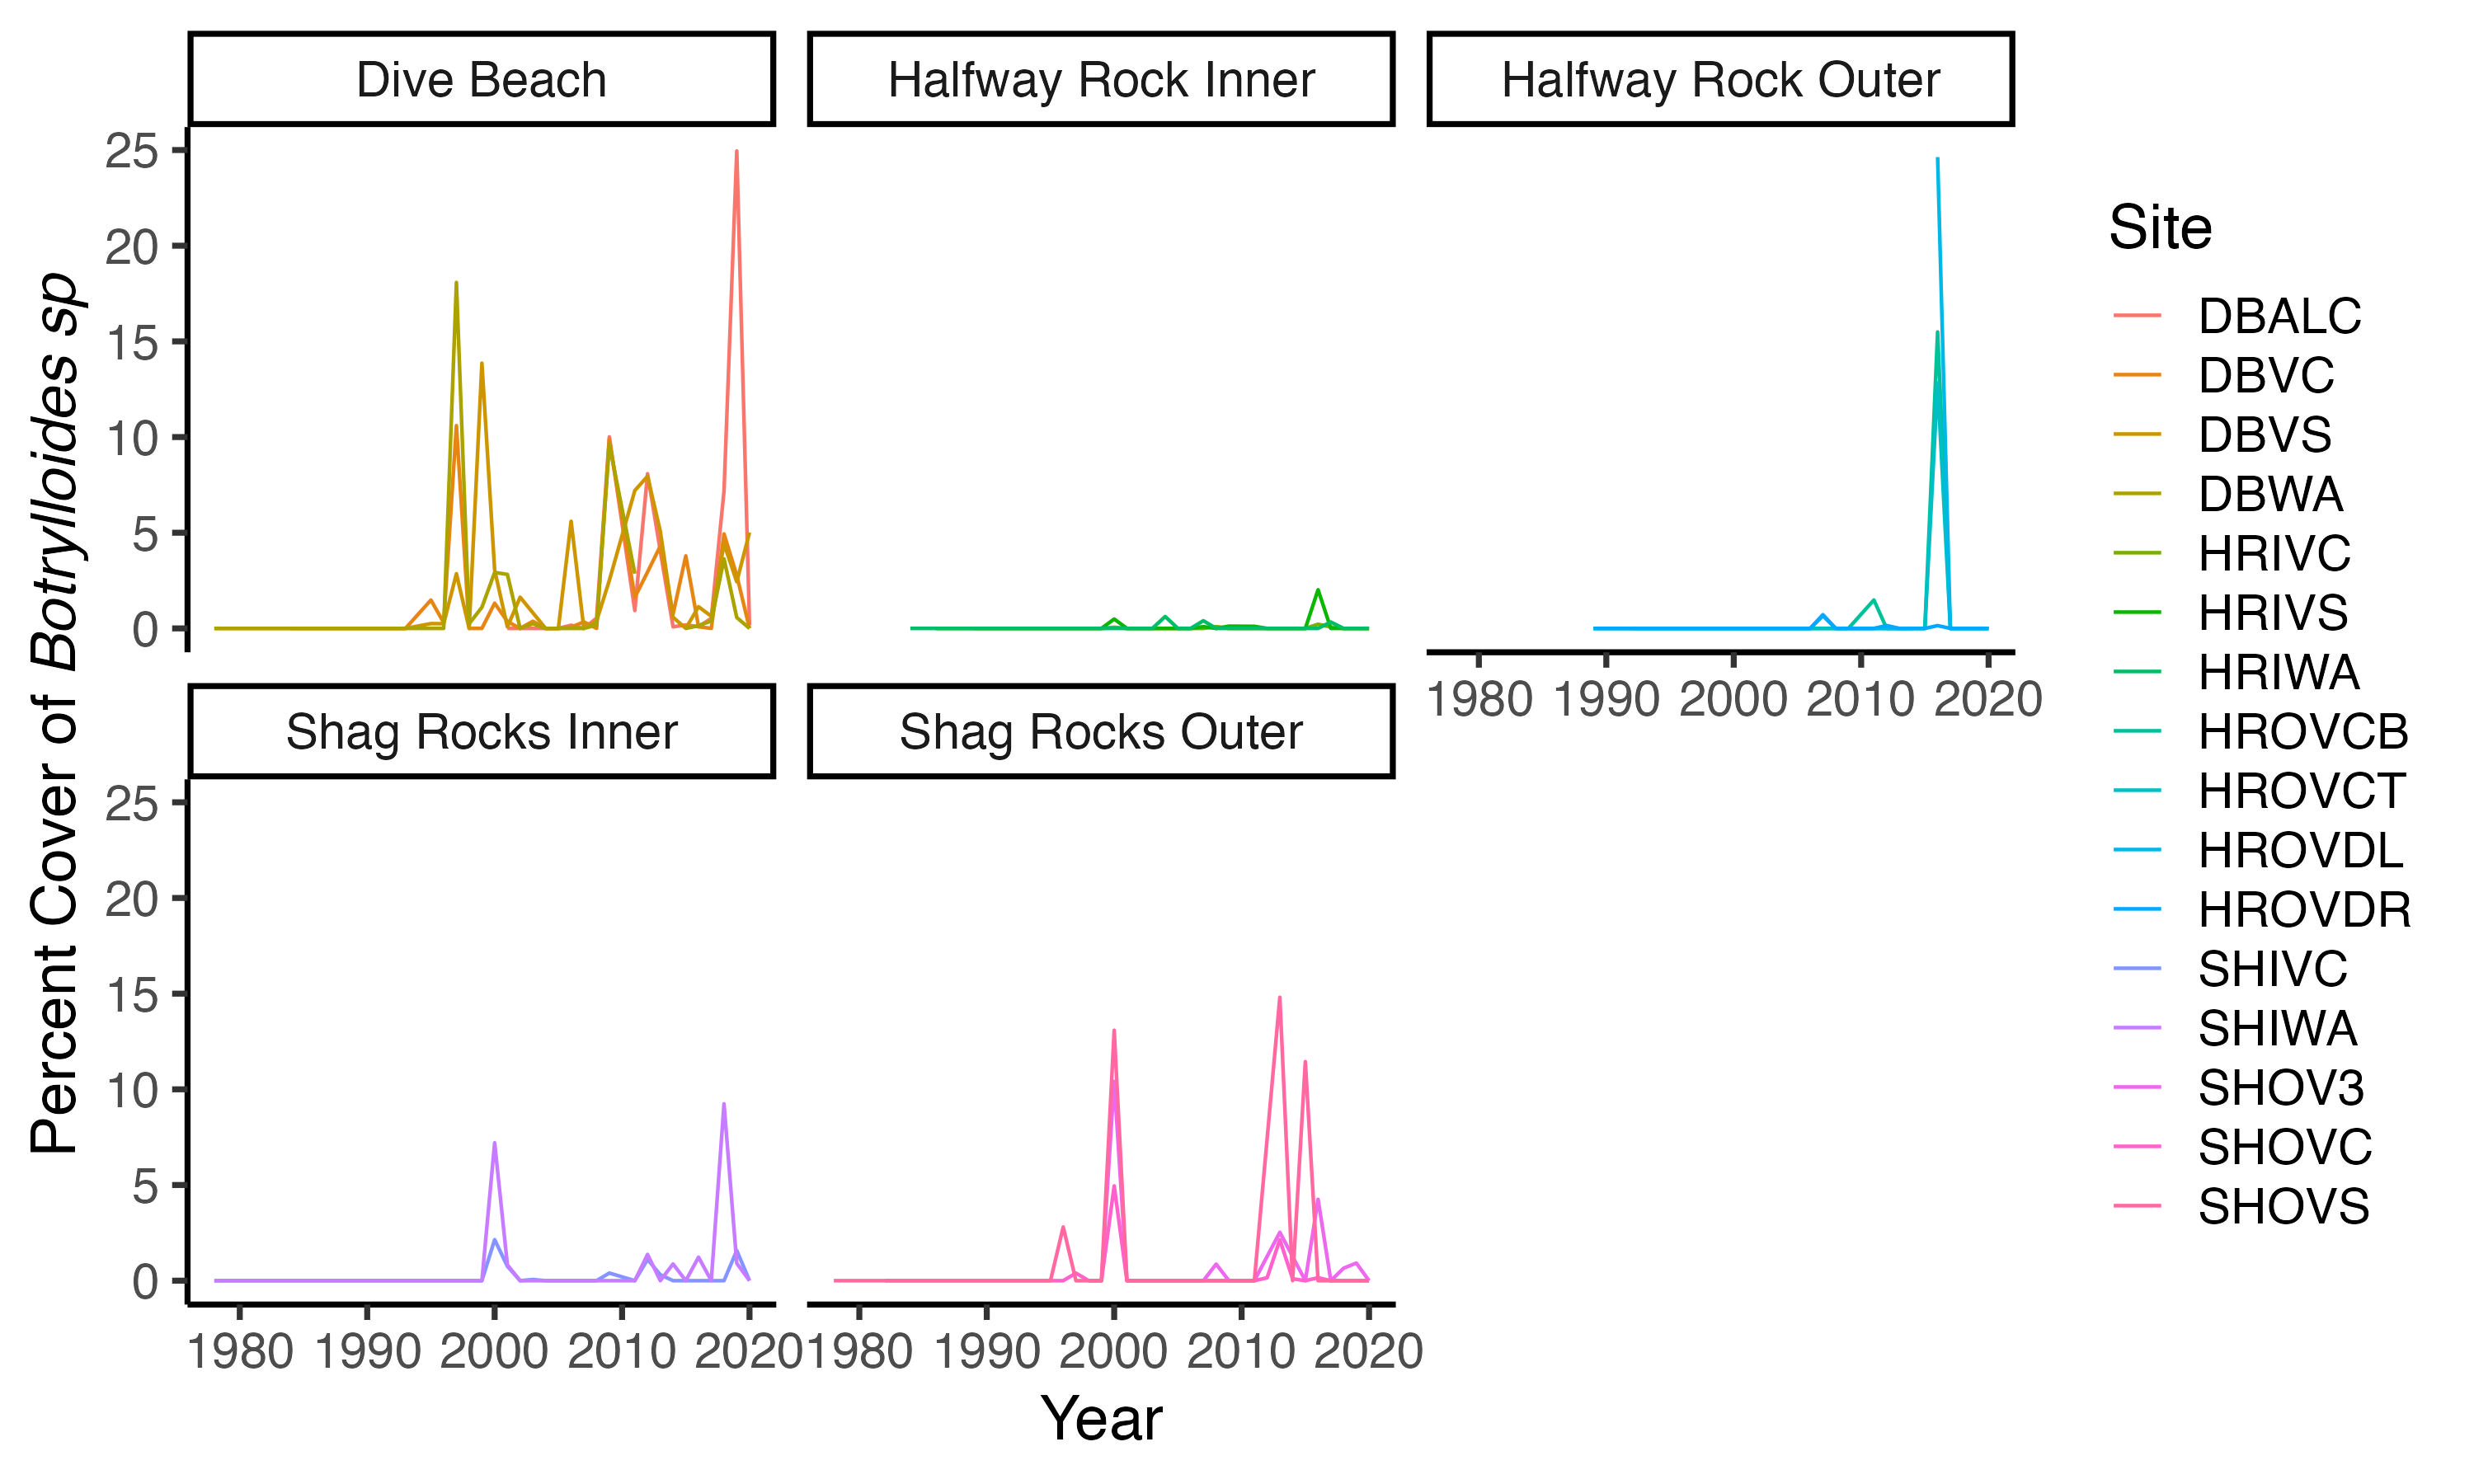 Dive Beach
Halfway Rock Inner
Halfway Rock Outer
25
20
15
10
5
0
1980 1990 2000 2010 2020
Shag Rocks Inner
Shag Rocks Outer
25
20
15
10
5
0
1980 1990 2000 2010 2020
1980 1990 2000 2010 2020
Year
Percent Cover of Botrylloides sp
Site
DBALC
DBVC
DBVS
DBWA
HRIVC
HRIVS
HRIWA
HROVCB
HROVCT
HROVDL
HROVDR
SHIVC
SHIWA
SHOV3
SHOVC
SHOVS